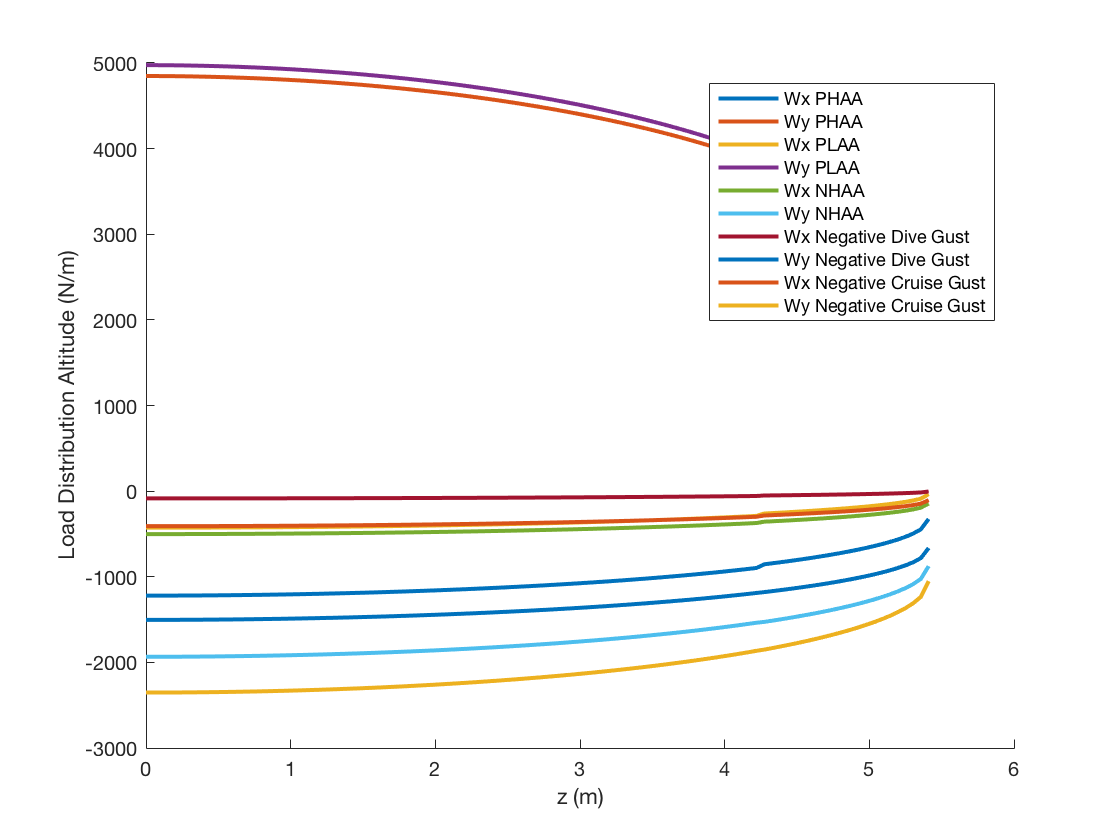 5000
4000
3000
2000
1000
0
-1000
-2000
-3000
Load Distribution Altitude (N/m)
Wx PHAA
Wy PHAA
Wx PLAA
Wy PLAA
Wx NHAA
Wy NHAA
Wx Negative Dive Gust
Wy Negative Dive Gust
Wx Negative Cruise Gust
Wy Negative Cruise Gust
0 1 2 3 4 5 6
z (m)